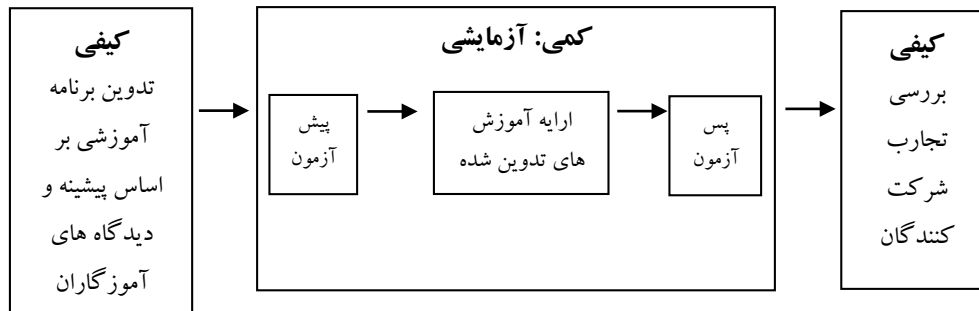 کیفی
تدوین برنامه
آموزشی بر
اساس پیشینه و
دیدگاه های
آموزگاران
کمی: آزمایشی
پیش
آزمون
ارایه آموزش
های تدوین شده
پس
آزمون
کیفی
بررسی
تجارب
شرکت
کنندگان